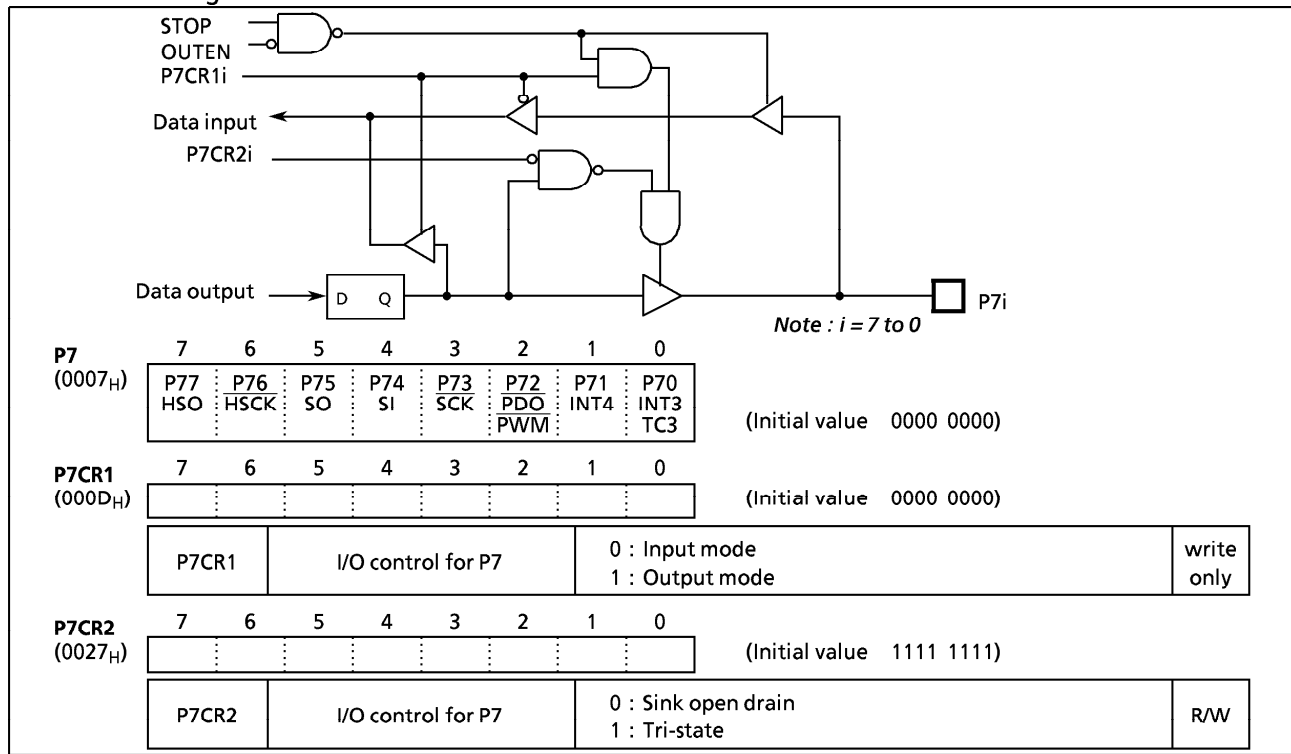 STOP
OUTEN
P7CR1i
Data input
P7CR2i
Data output
D Q
P7i
Note : i = 7 to 0
P7
(0007H)
7 6 5 4 3 2 1 0
P77 P76 P75 P74 P73 P72 P71 P70
HSO HSCK SO SI SCK PDO INT4 INT3
PWM TC3
(Initial value 0000 0000)
P7CR1
(000DH)
7 6 5 4 3 2 1 0
(Initial value 0000 0000)
P7CR1 I/O control for P7 0 : Input mode write
1 : Output mode only
P7CR2
(0027H)
7 6 5 4 3 2 1 0
(Initial value 1111 1111)
P7CR2 I/O control for P7 0 : Sink open drain R/W
1 : Tri-state